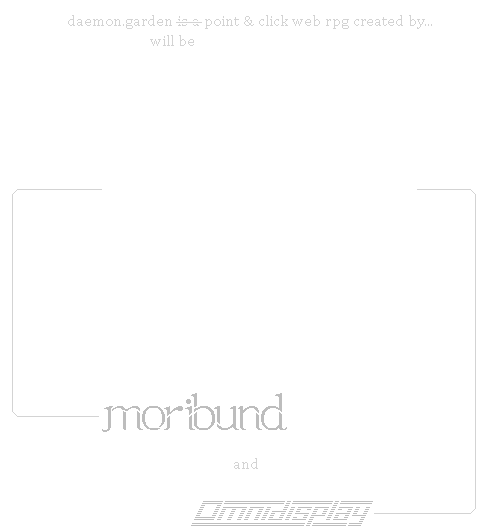 daemon.garden is a point & click web rpg created by...
will be
moribund
and
Omnidisplay